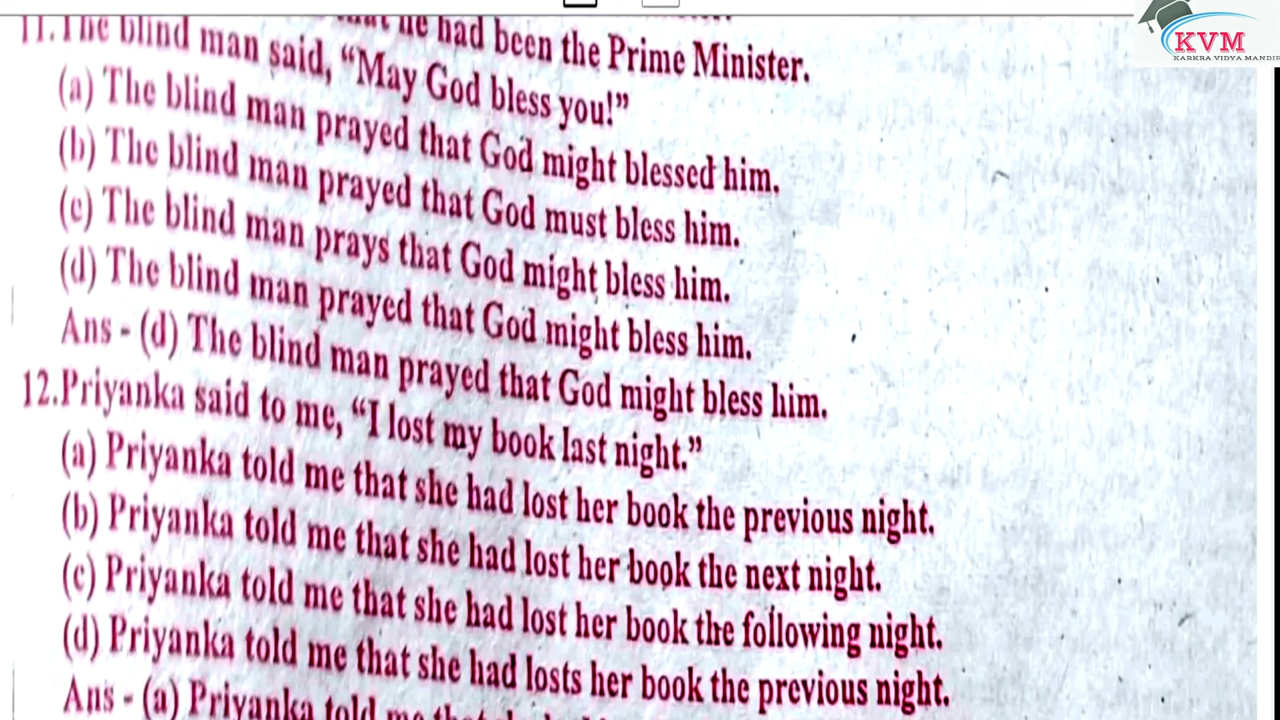 he had been the Prime Minister.
KVM
KARKRA VIDYA MANDIR
11.The blind man said, “May God bless you!”
(a) The blind man prayed that God might blessed him.
(b) The blind man prayed that God must bless him.
(c) The blind man prays that God might bless him.
(d) The blind man prayed that God might bless him.
Ans - (d) The blind man prayed that God might bless him.
12.Priyanka said to me, “I lost my book last night.”
(a) Priyanka told me that she had lost her book the previous night.
(b) Priyanka told me that she had lost her book the next night.
(c) Priyanka told me that she had lost her book the following night.
(d) Priyanka told me that she had losts her book the previous night.
Ans - (a) Priyanka told me that